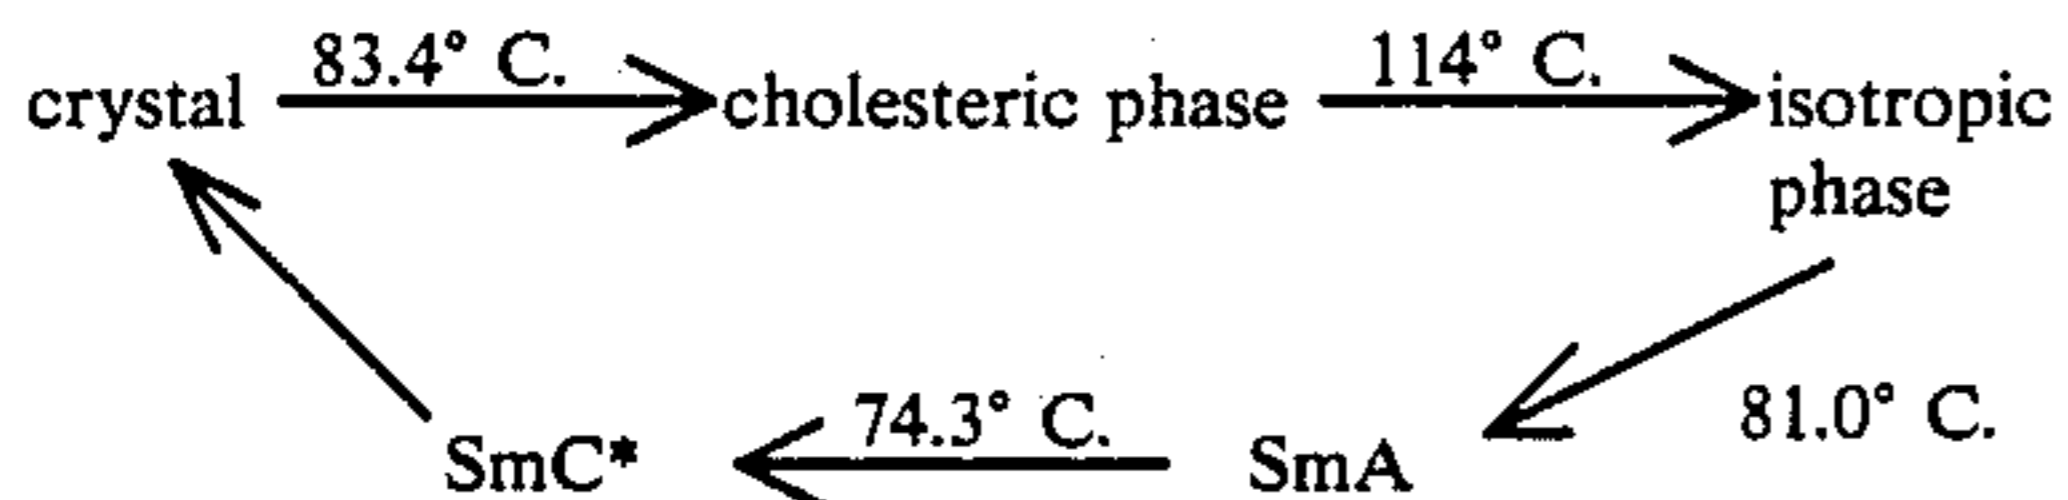 83.4° C. 114° C.
crystal cholesteric phase isotropic
phase
74.3° C. 81.0° C.
SmC* SmA